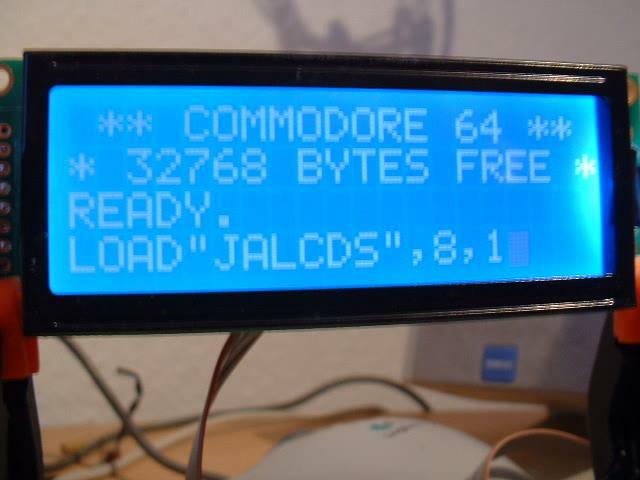 ** COMMODORE 64 **
* 32768 BYTES FREE *
READY.
LOAD"JALCDS",8,1